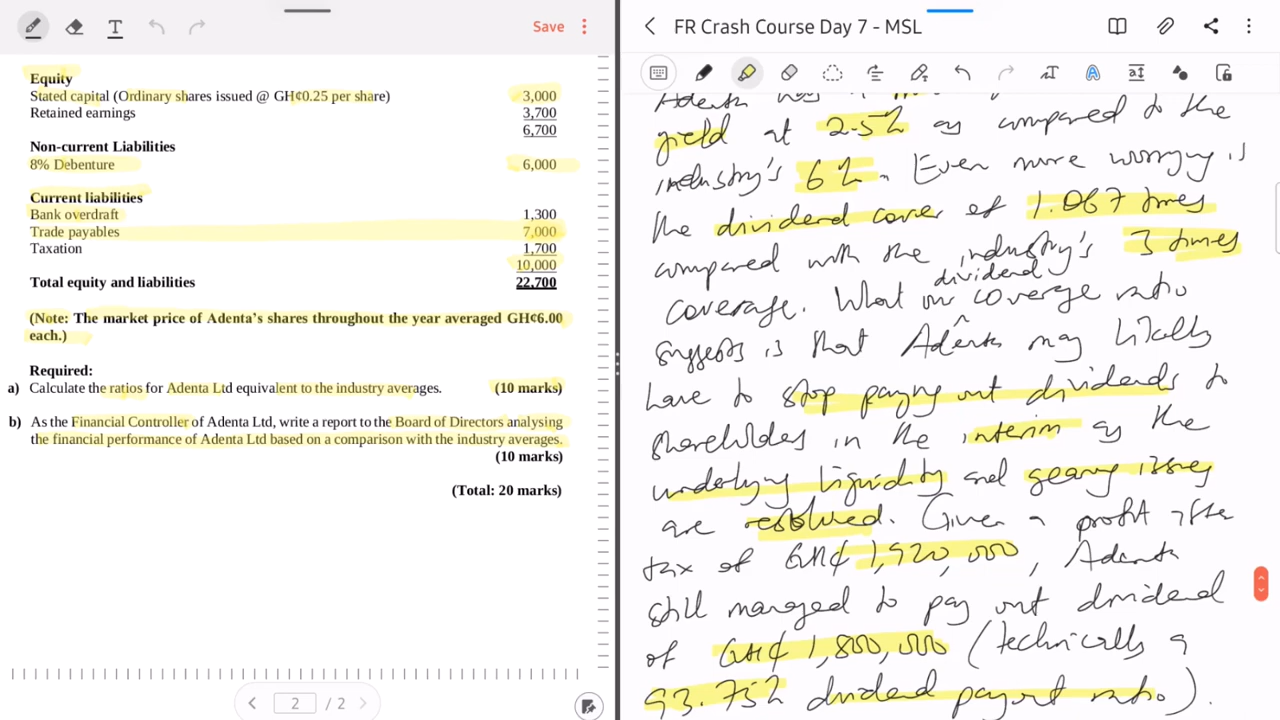 Save
Equity
Stated capital (Ordinary shares issued @ GH¢0.25 per share) 3,000
Retained earnings 3,700
6,700
Non-current Liabilities
8% Debenture 6,000
Current liabilities
Bank overdraft 1,300
Trade payables 7,000
Taxation 1,700
10,000
Total equity and liabilities 22,700
(Note: The market price of Adenta's shares throughout the year averaged GH¢6.00
each.)
Required:
a) Calculate the ratios for Adenta Ltd equivalent to the industry averages. (10 marks)
b) As the Financial Controller of Adenta Ltd, write a report to the Board of Directors analysing
the financial performance of Adenta Ltd based on a comparison with the industry averages.
(10 marks)
(Total: 20 marks)
2 / 2
FR Crash Course Day 7 - MSL
Adenta has
yield at 2.5% as compared to the
industry's 6%. Even more worrying is
the dividend cover of 1.067 times
compared with the industry's 3 times
dividend
coverage. What our coverage ratio
suggests is that Adenta may likely
have to stop paying out dividends to
shareholders in the interim as the
underlying liquidity and gearing issues
are resolved. Given a profit after
tax of GH¢ 1,920,000, Adenta
still managed to pay out dividend
of GH¢ 1,800,000 (technically a
93.75% dividend payout ratio).